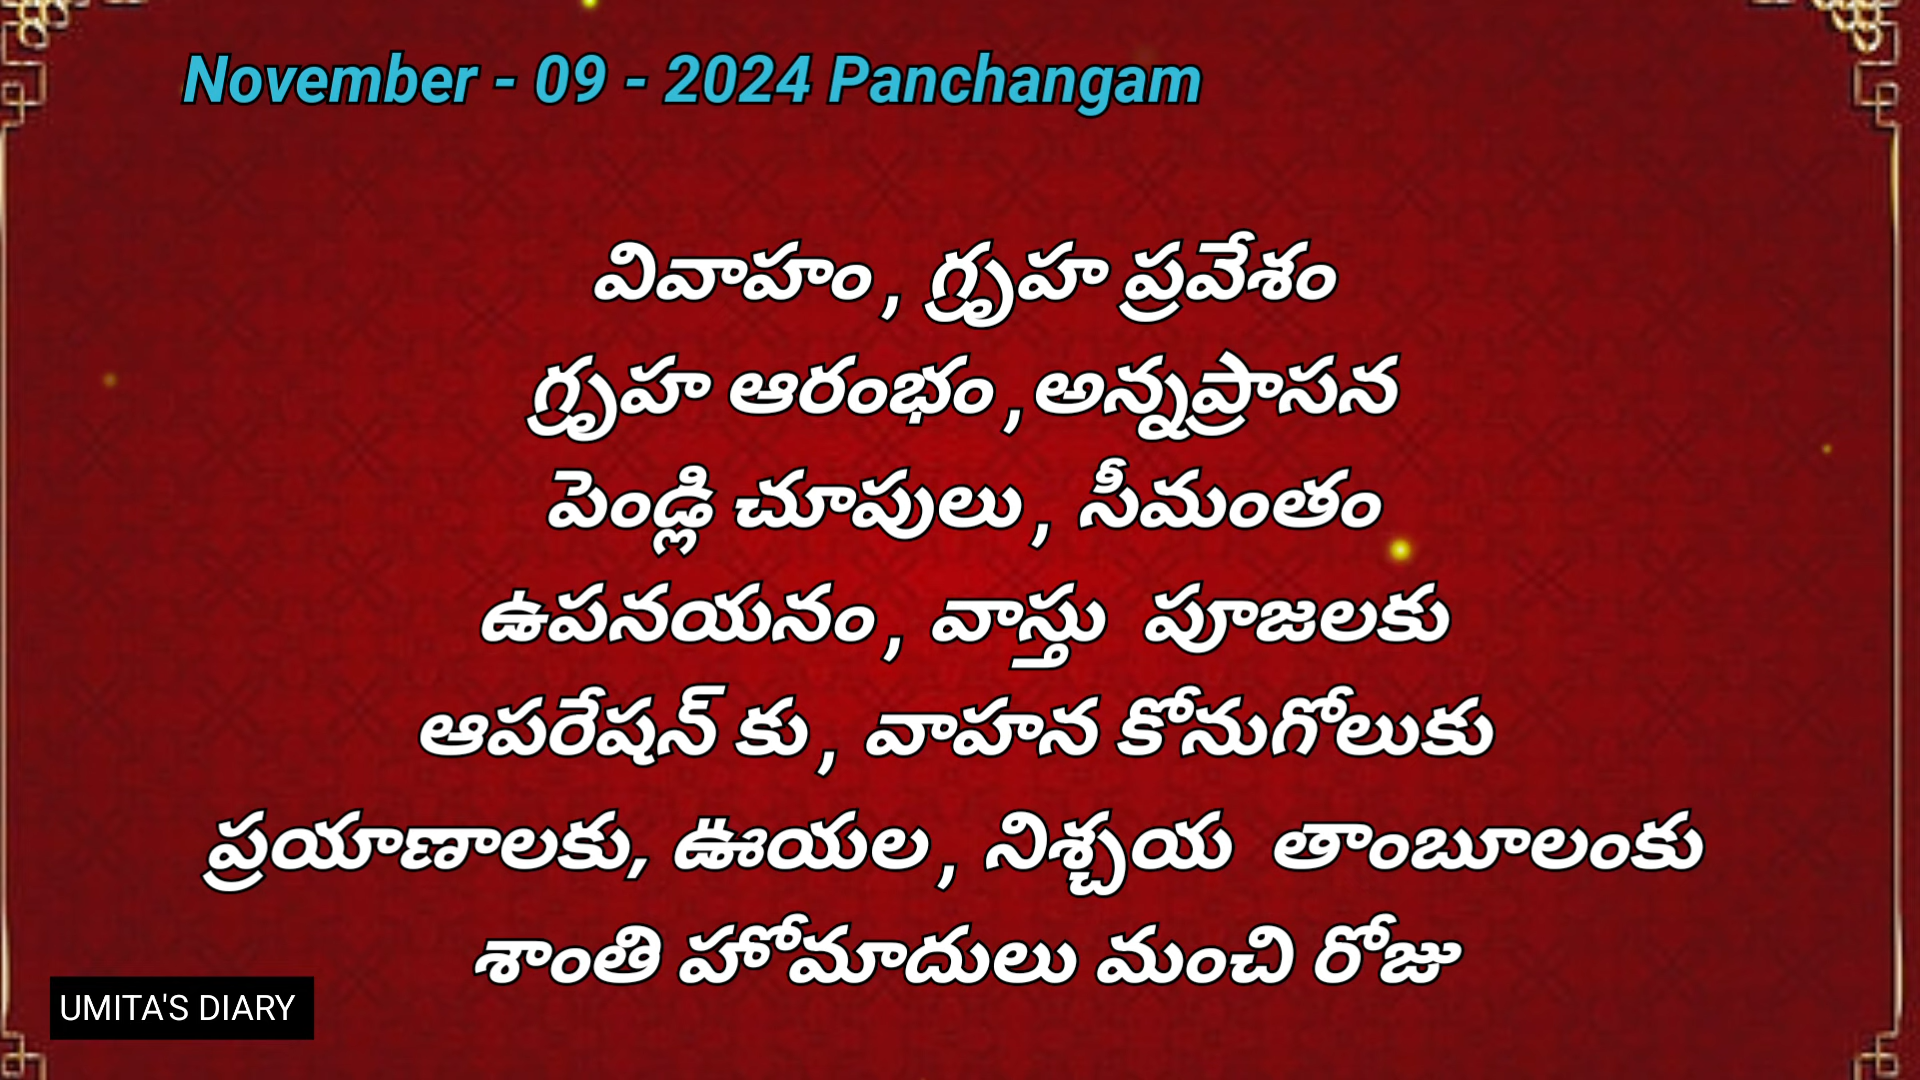 November - 09 - 2024 Panchangam
వివాహం, గ్రృహ ప్రవేశం
గ్రృహ ఆరంభం,అన్నప్రాసన
పెండ్లి చూపులు, సీమంతం
ఉపనయనం, వాస్తు పూజలకు
ఆపరేషన్ కు, వాహన కోనుగోలుకు
ప్రయాణాలకు, ఊయల, నిశ్చయ తాంబూలంకు
శాంతి హోమాదులు మంచి రోజు
UMITA'S DIARY